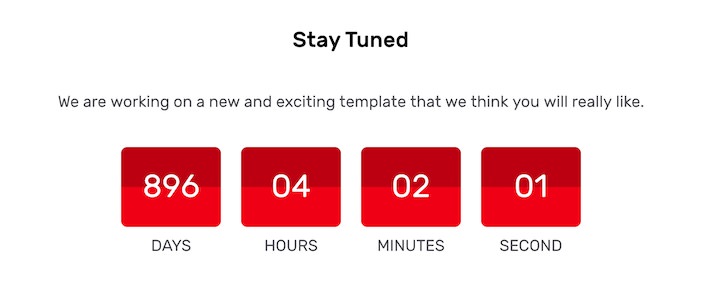 Stay Tuned
We are working on a new and exciting template that we think you will really like.
896 04 02 01
DAYS HOURS MINUTES SECOND